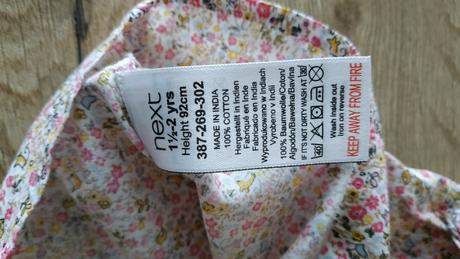 next
1½-2 yrs
Height 92cm
387-269-302
MADE IN INDIA
100% COTTON
Hergestellt in Indien
Fabriqué en Inde
Fabricado en India
Wyprodukowano w Indiach
Vyrobeno v Indii
100% Baumwolle/Coton/
Algodón/Bawełna/Bavlna
IF IT'S NOT DIRTY WASH AT 30
Wash inside out
Iron on reverse
KEEP AWAY FROM FIRE